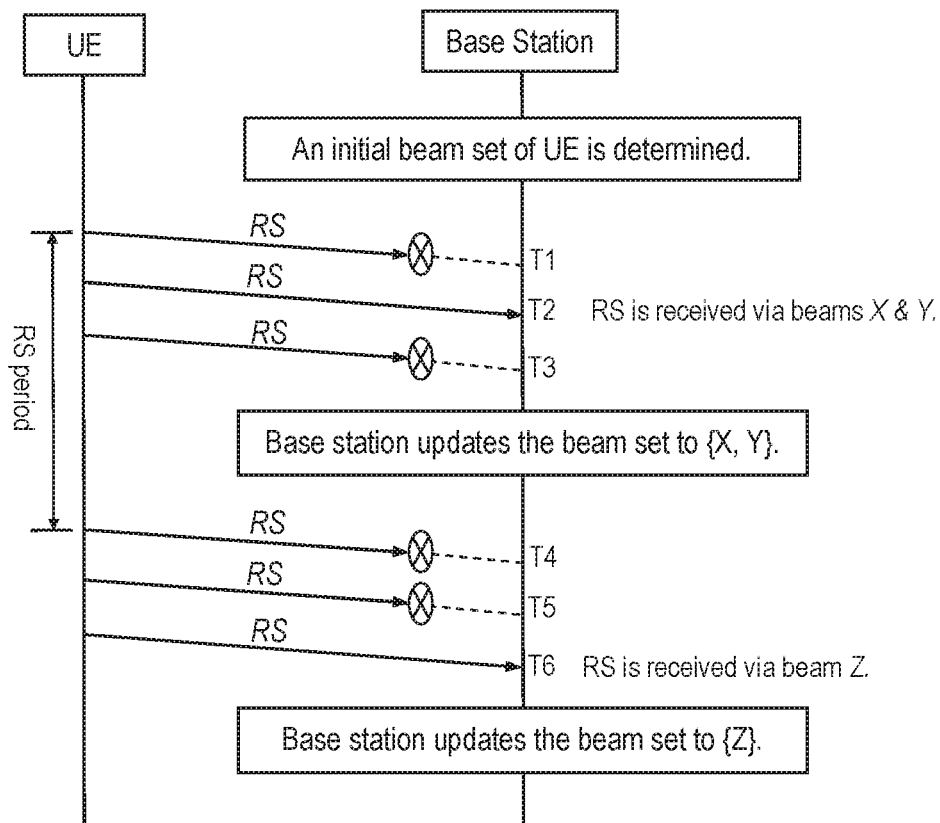 UE
Base Station
An initial beam set of UE is determined.
RS
T1
RS
T2 RS is received via beams X & Y.
RS
T3
RS period
Base station updates the beam set to {X, Y}.
RS
T4
RS
T5
RS
T6 RS is received via beam Z.
Base station updates the beam set to {Z}.